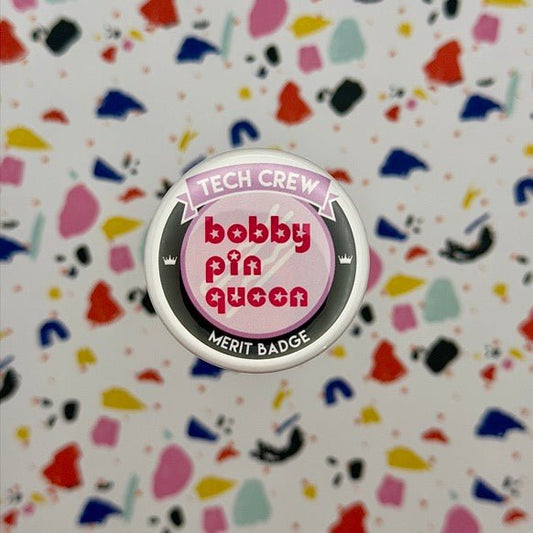 TECH CREW
bobby
pin
queen
MERIT BADGE